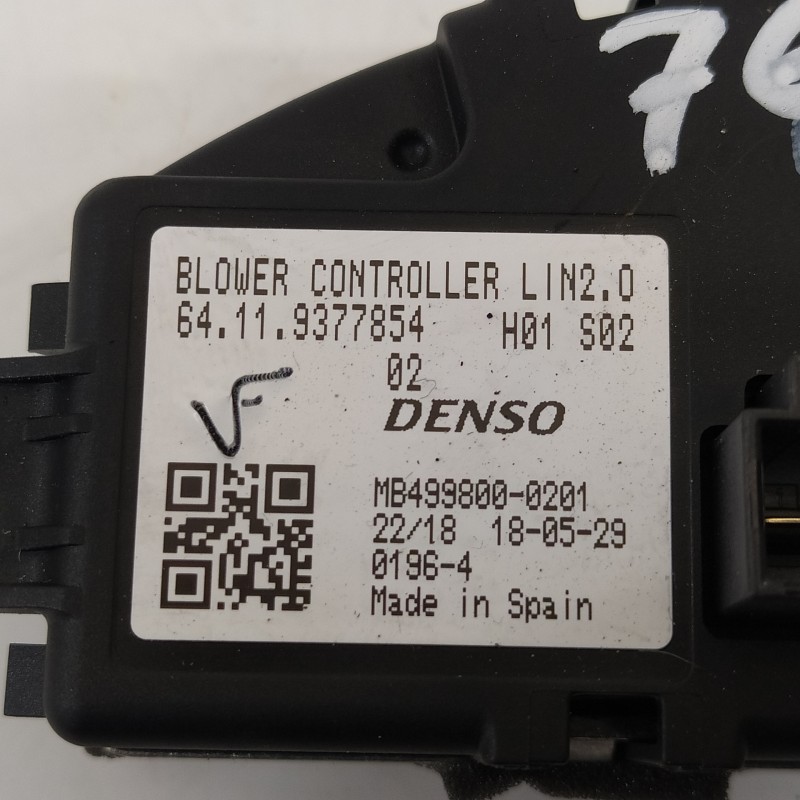 BLOWER CONTROLLER LIN2.0
64.11.9377854 H01 S02
02
DENSO
MB499800-0201
22/18 18-05-29
0196-4
Made in Spain